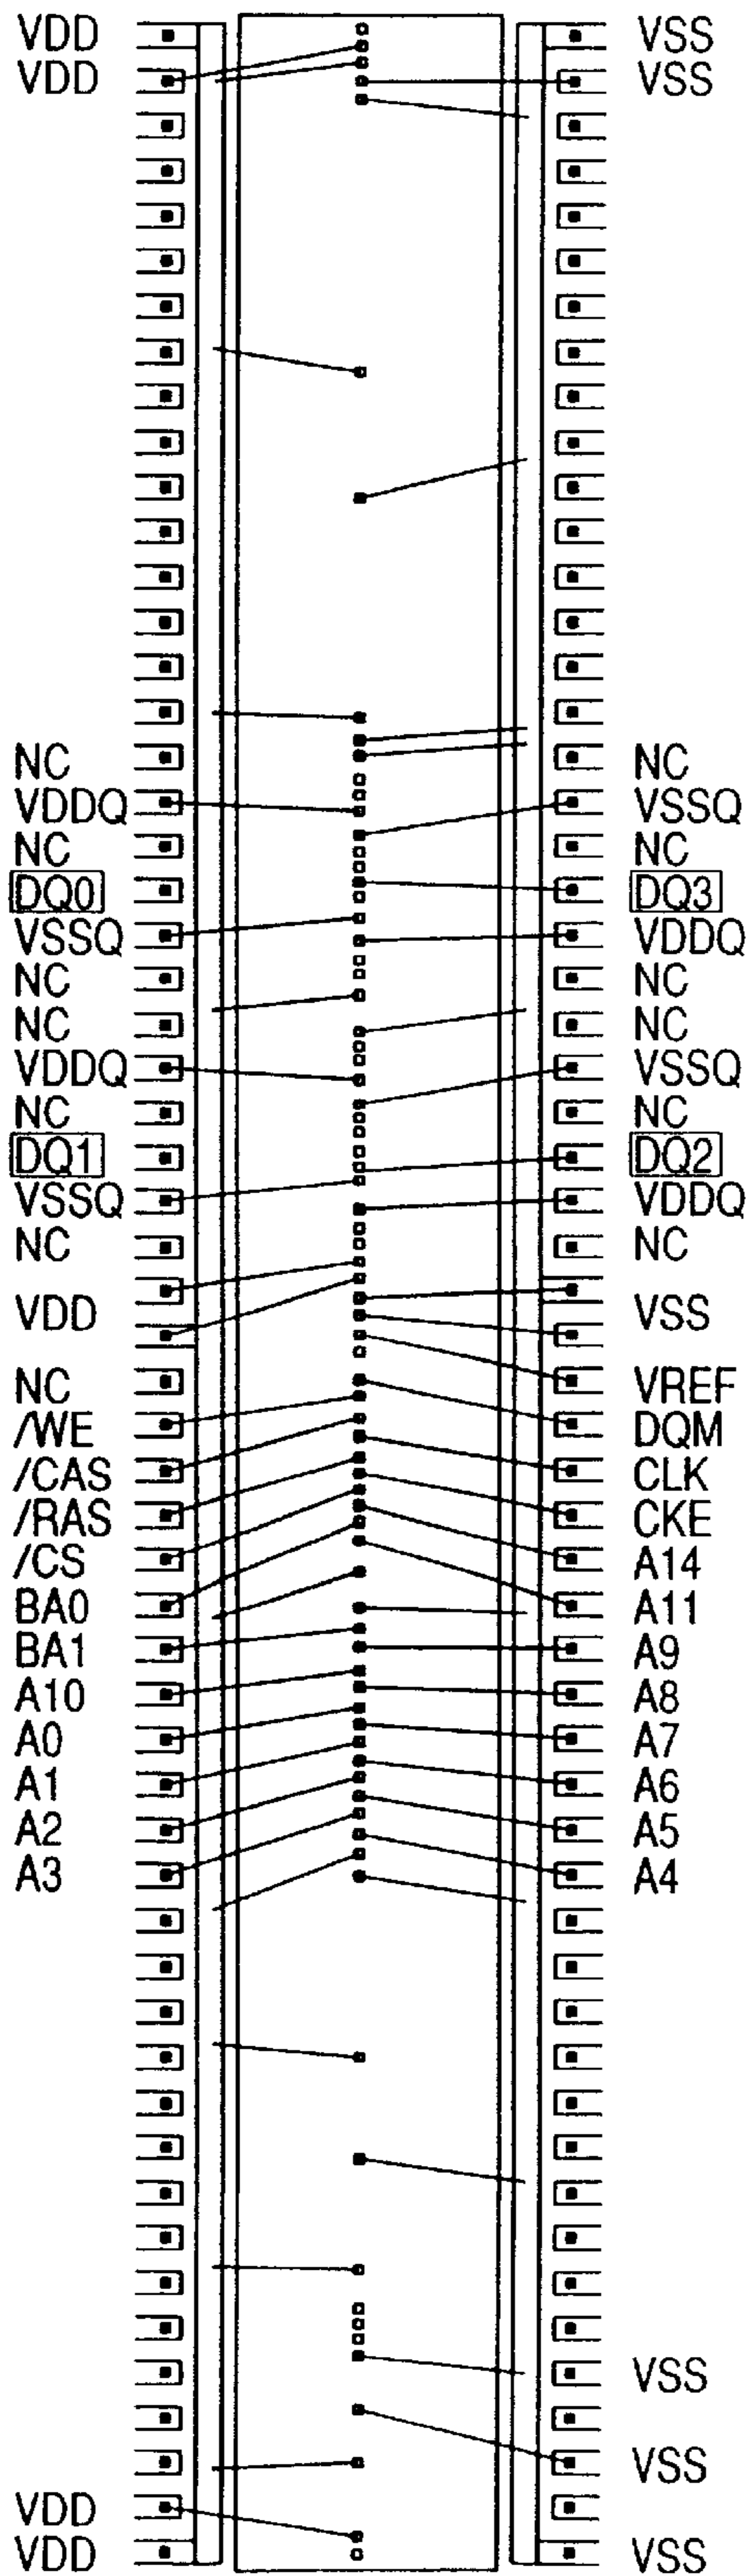 VDD VSS
VDD VSS
NC NC
VDDQ VSSQ
NC NC
DQ0 DQ3
VSSQ VDDQ
NC NC
NC NC
VDDQ VSSQ
NC NC
DQ1 DQ2
VSSQ VDDQ
NC NC
VDD VSS
NC VREF
/WE DQM
/CAS CLK
/RAS CKE
/CS A14
BA0 A11
BA1 A9
A10 A8
A0 A7
A1 A6
A2 A5
A3 A4
VSS
VSS
VDD
VDD VSS